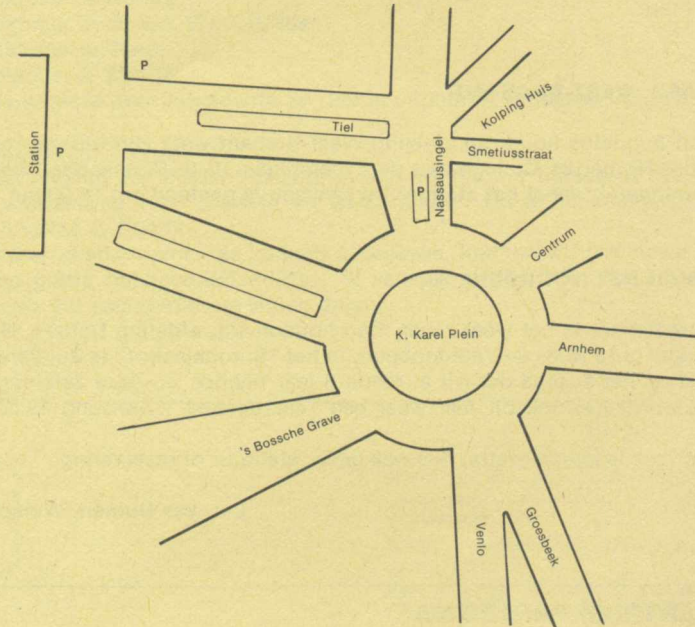 P
Station
P
Tiel
Kolping Huis
Smetiusstraat
Nassausingel
P
Centrum
K. Karel Plein
Arnhem
's Bossche Grave
Venlo
Groesbeek